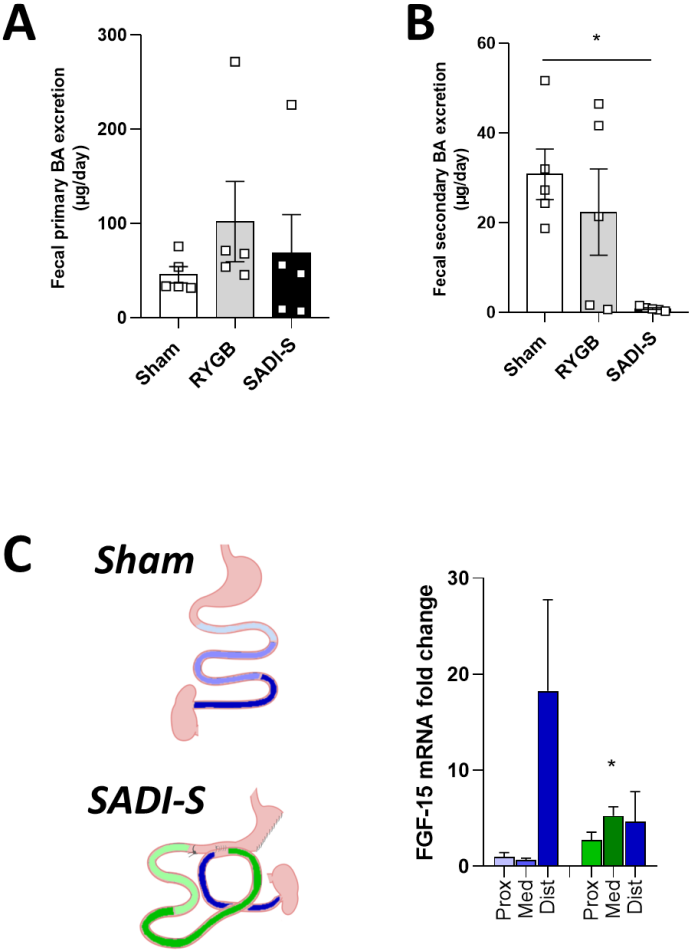 A
Fecal primary BA excretion
(µg/day)
300
200
100
0
Sham
RYGB
SADI-S
B
Fecal secondary BA excretion
(µg/day)
60
40
20
0
*
Sham
RYGB
SADI-S
C
Sham
SADI-S
FGF-15 mRNA fold change
30
20
10
0
*
Prox
Med
Dist
Prox
Med
Dist